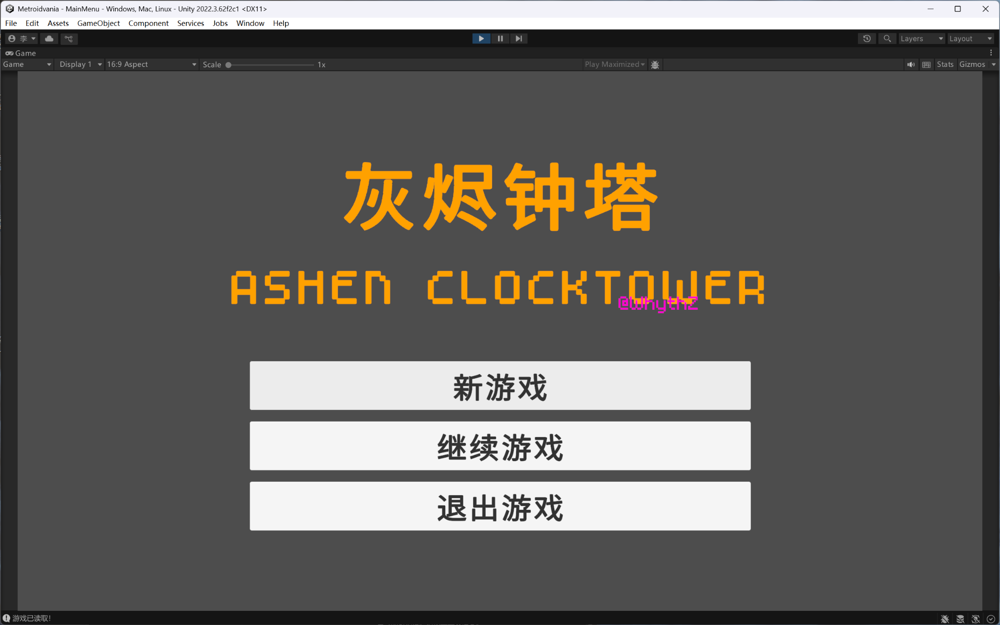 Metroidvania - MainMenu - Windows, Mac, Linux - Unity 2022.3.62f2c1 <DX11>
File Edit Assets GameObject Component Services Jobs Window Help
李 Layers Layout
Game
Game Display 1 16:9 Aspect Scale 1x Play Maximized Stats Gizmos
灰烬钟塔
ASHEN CLOCKTOWER
@WhythZ
新游戏
继续游戏
退出游戏
游戏已读取!